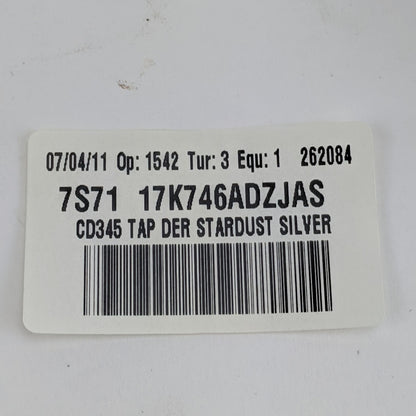 07/04/11 Op: 1542 Tur: 3 Equ: 1 262084
7S71 17K746ADZJAS
CD345 TAP DER STARDUST SILVER